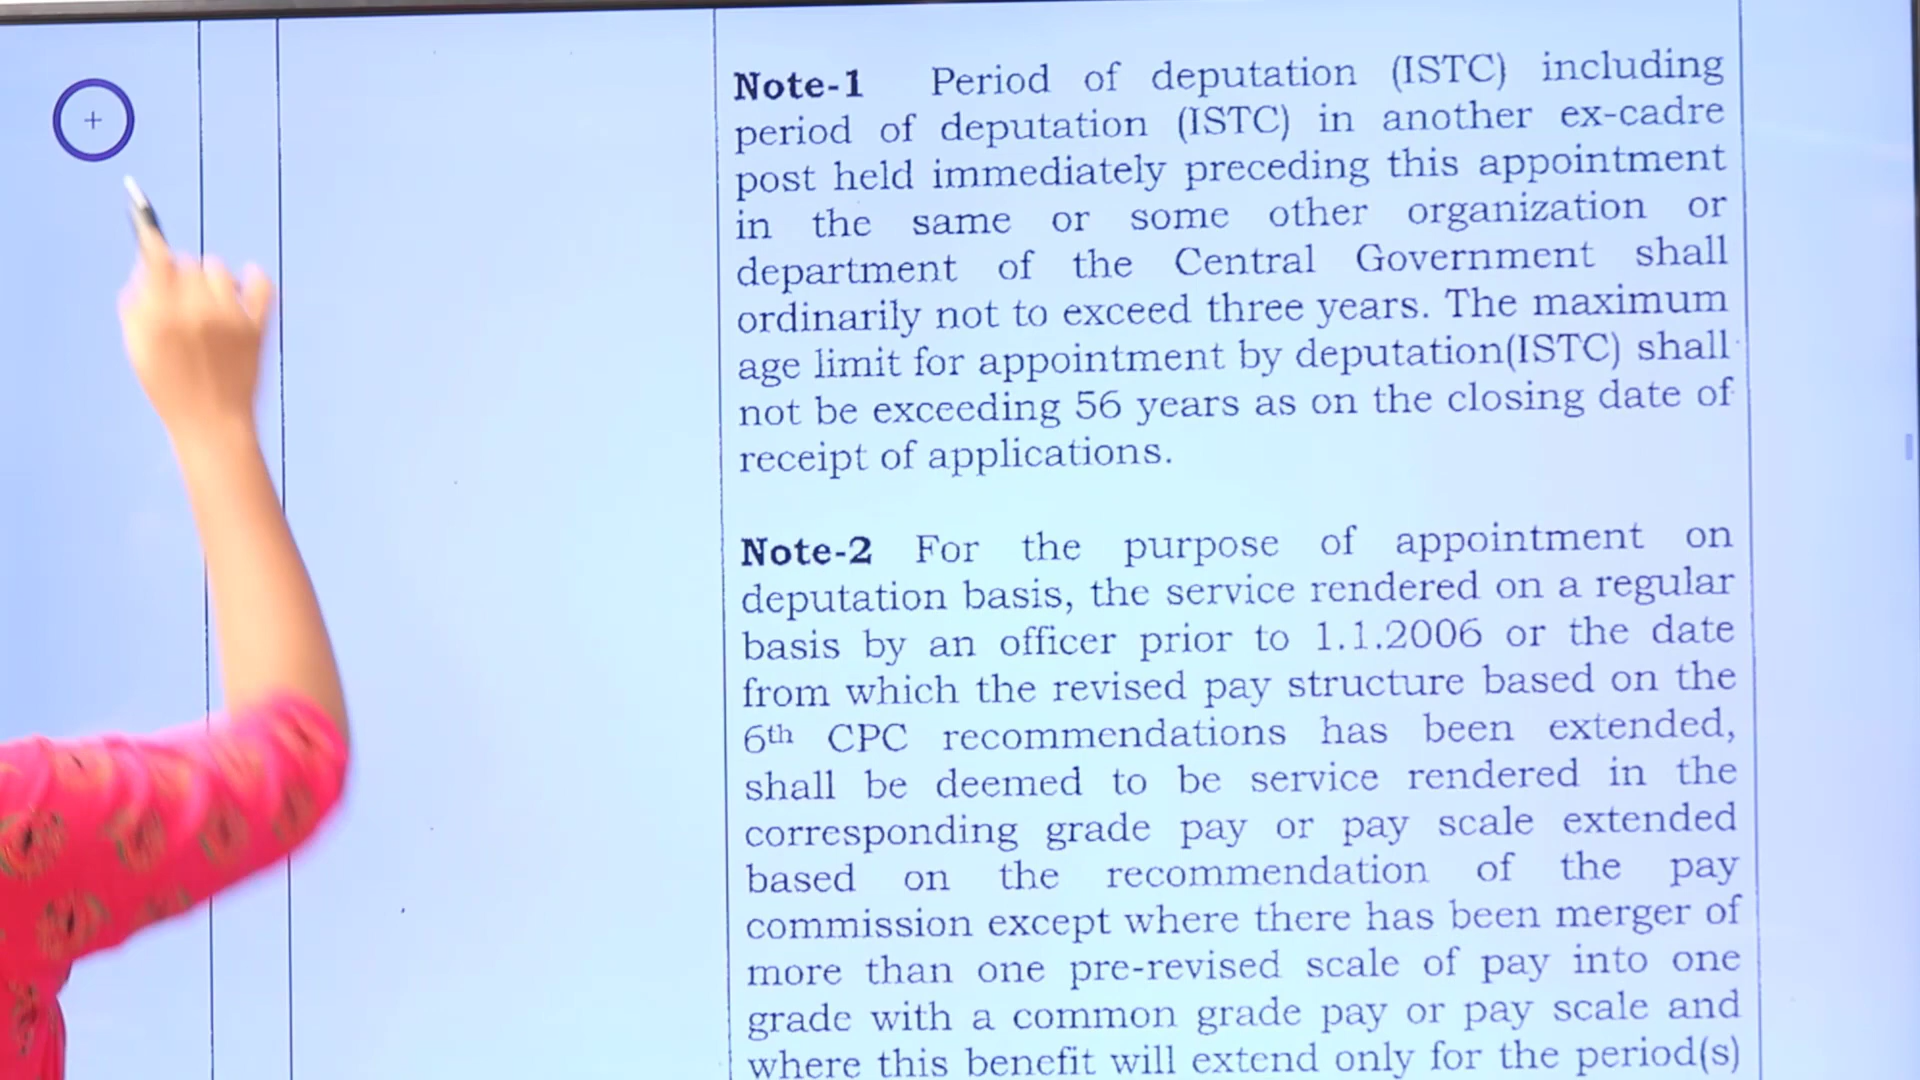 Note-1 Period of deputation (ISTC) including
period of deputation (ISTC) in another ex-cadre
post held immediately preceding this appointment
in the same or some other organization or
department of the Central Government shall
ordinarily not to exceed three years. The maximum
age limit for appointment by deputation(ISTC) shall
not be exceeding 56 years as on the closing date of
receipt of applications.
Note-2 For the purpose of appointment on
deputation basis, the service rendered on a regular
basis by an officer prior to 1.1.2006 or the date
from which the revised pay structure based on the
6th CPC recommendations has been extended,
shall be deemed to be service rendered in the
corresponding grade pay or pay scale extended
based on the recommendation of the pay
commission except where there has been merger of
more than one pre-revised scale of pay into one
grade with a common grade pay or pay scale and
where this benefit will extend only for the period(s)